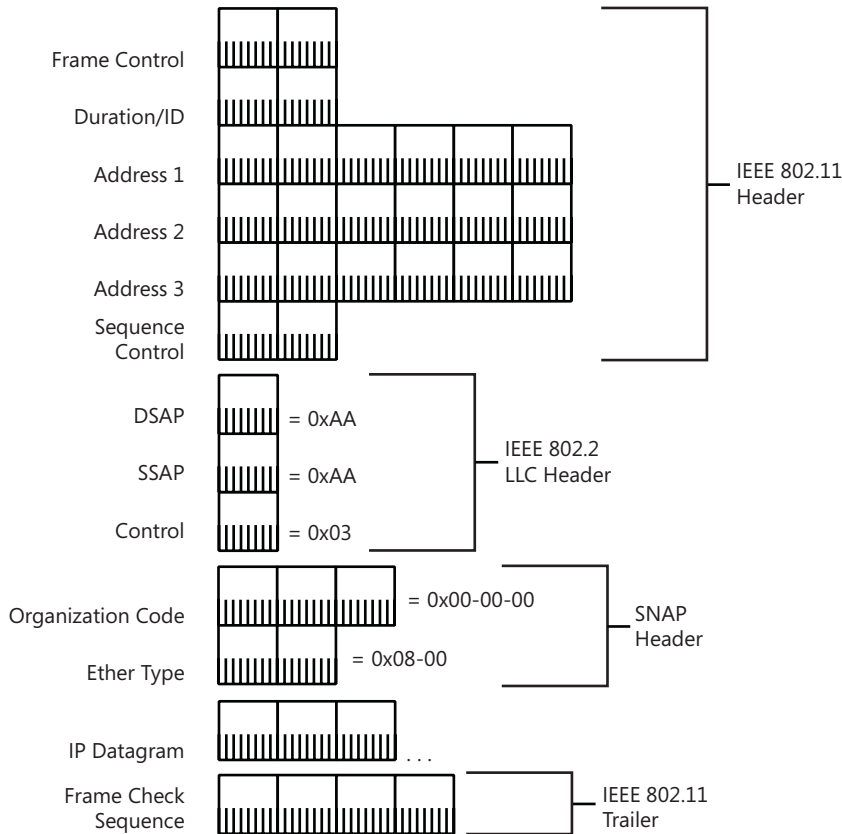 Frame Control
Duration/ID
Address 1
Address 2
Address 3
Sequence
Control
IEEE 802.11
Header
DSAP
= 0xAA
SSAP
= 0xAA
Control
= 0x03
IEEE 802.2
LLC Header
Organization Code
= 0x00-00-00
Ether Type
= 0x08-00
SNAP
Header
IP Datagram
. . .
Frame Check
Sequence
IEEE 802.11
Trailer